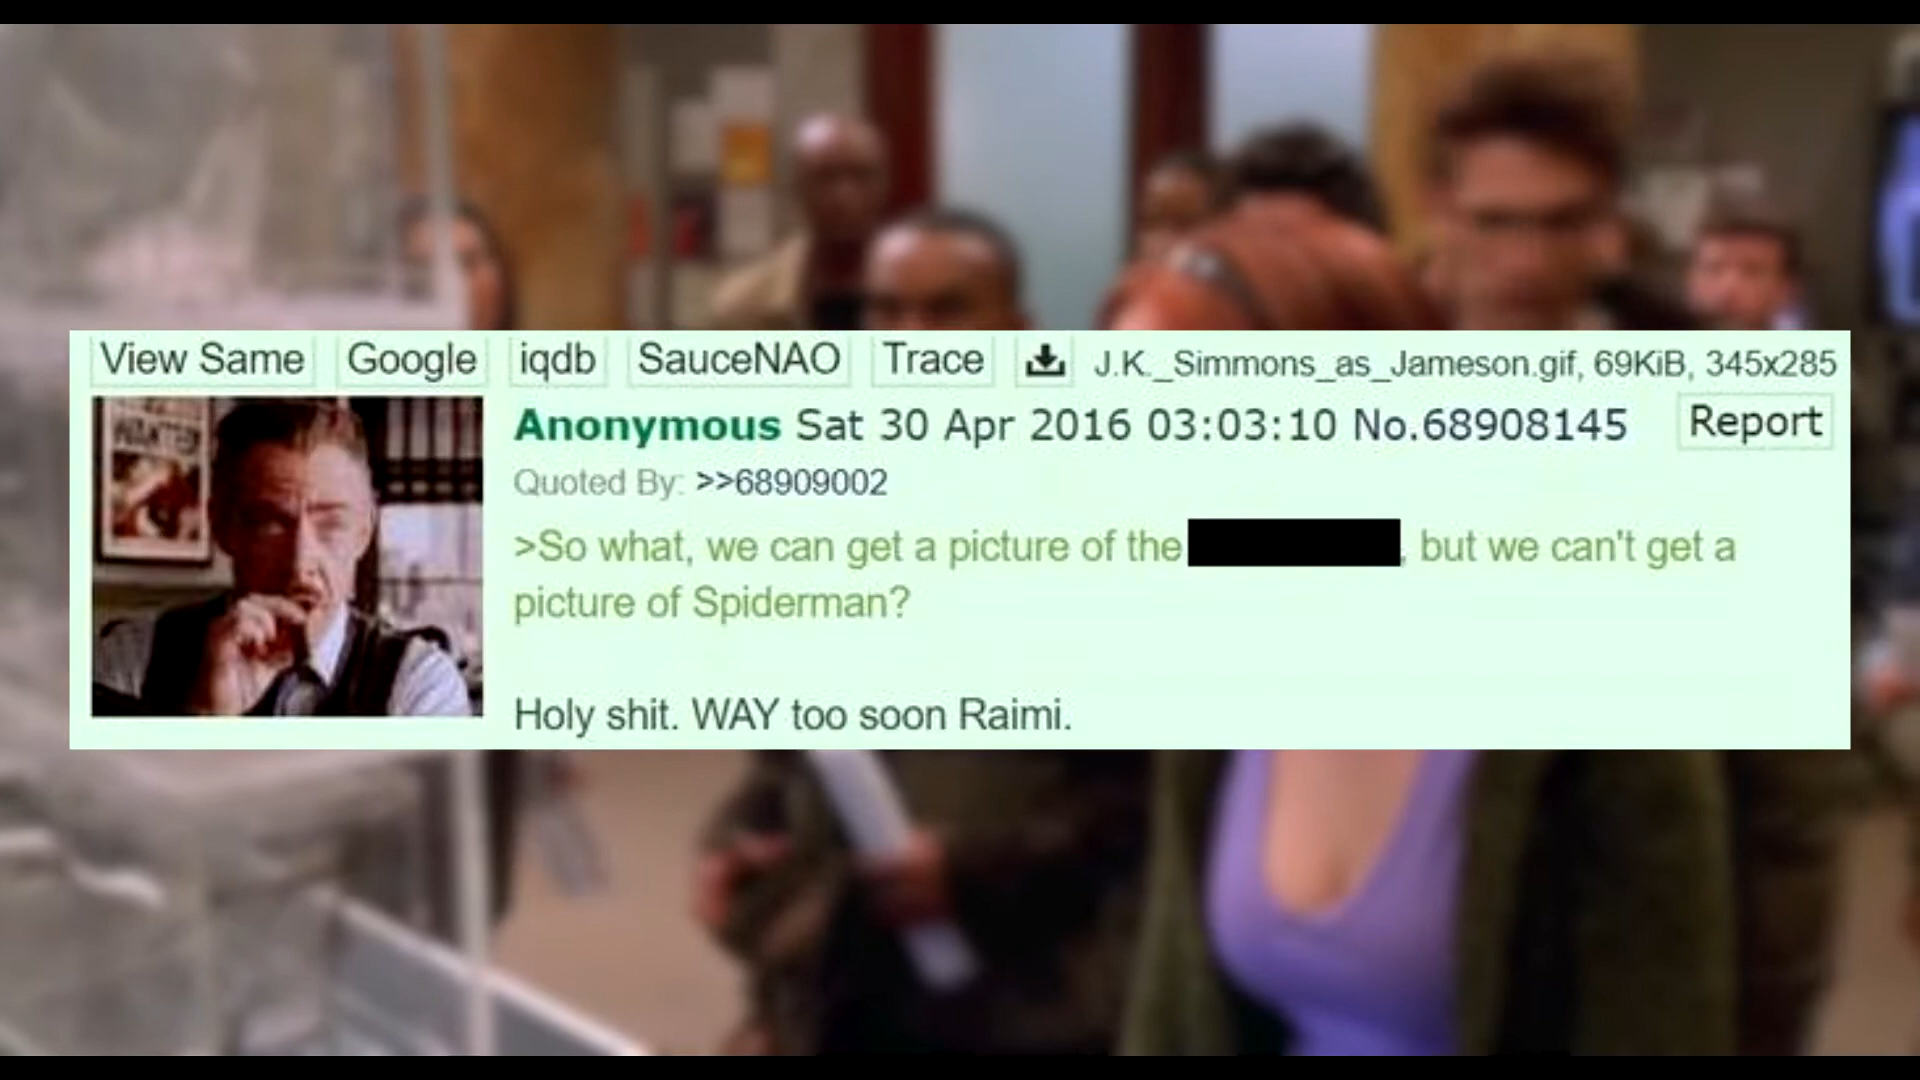 View Same Google iqdb SauceNAO Trace J.K._Simmons_as_Jameson.gif, 69KiB, 345x285
WANTED
Anonymous Sat 30 Apr 2016 03:03:10 No.68908145 Report
Quoted By: >>68909002
>So what, we can get a picture of the , but we can't get a
picture of Spiderman?
Holy shit. WAY too soon Raimi.